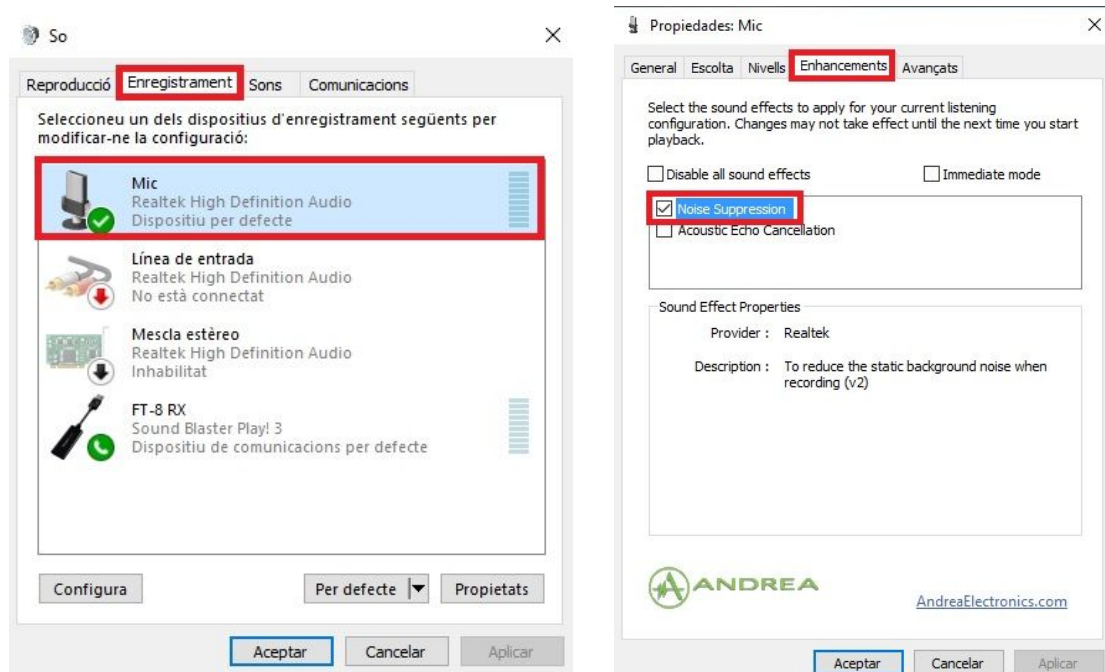 So
Reproducció Enregistrament Sons Comunicacions
Seleccioneu un dels dispositius d'enregistrament següents per
modificar-ne la configuració:
Mic
Realtek High Definition Audio
Dispositiu per defecte
Línea de entrada
Realtek High Definition Audio
No està connectat
Mescla estèreo
Realtek High Definition Audio
Inhabilitat
FT-8 RX
Sound Blaster Play! 3
Dispositiu de comunicacions per defecte
Configura Per defecte Propietats
Aceptar Cancelar Aplicar
Propiedades: Mic
General Escolta Nivells Enhancements Avançats
Select the sound effects to apply for your current listening
configuration. Changes may not take effect until the next time you start
playback.
Disable all sound effects Immediate mode
Noise Suppression
Acoustic Echo Cancellation
Sound Effect Properties
Provider : Realtek
Description : To reduce the static background noise when
recording (v2)
ANDREA
AndreaElectronics.com
Aceptar Cancelar Aplicar